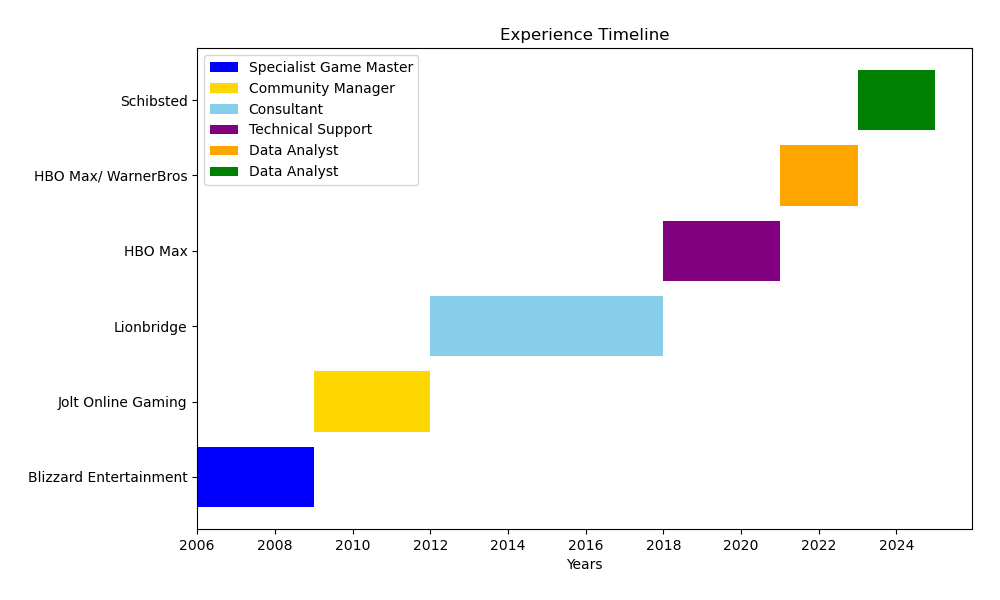 Experience Timeline
Specialist Game Master
Community Manager
Consultant
Technical Support
Data Analyst
Data Analyst
Schibsted
HBO Max/ WarnerBros
HBO Max
Lionbridge
Jolt Online Gaming
Blizzard Entertainment
2006 2008 2010 2012 2014 2016 2018 2020 2022 2024
Years